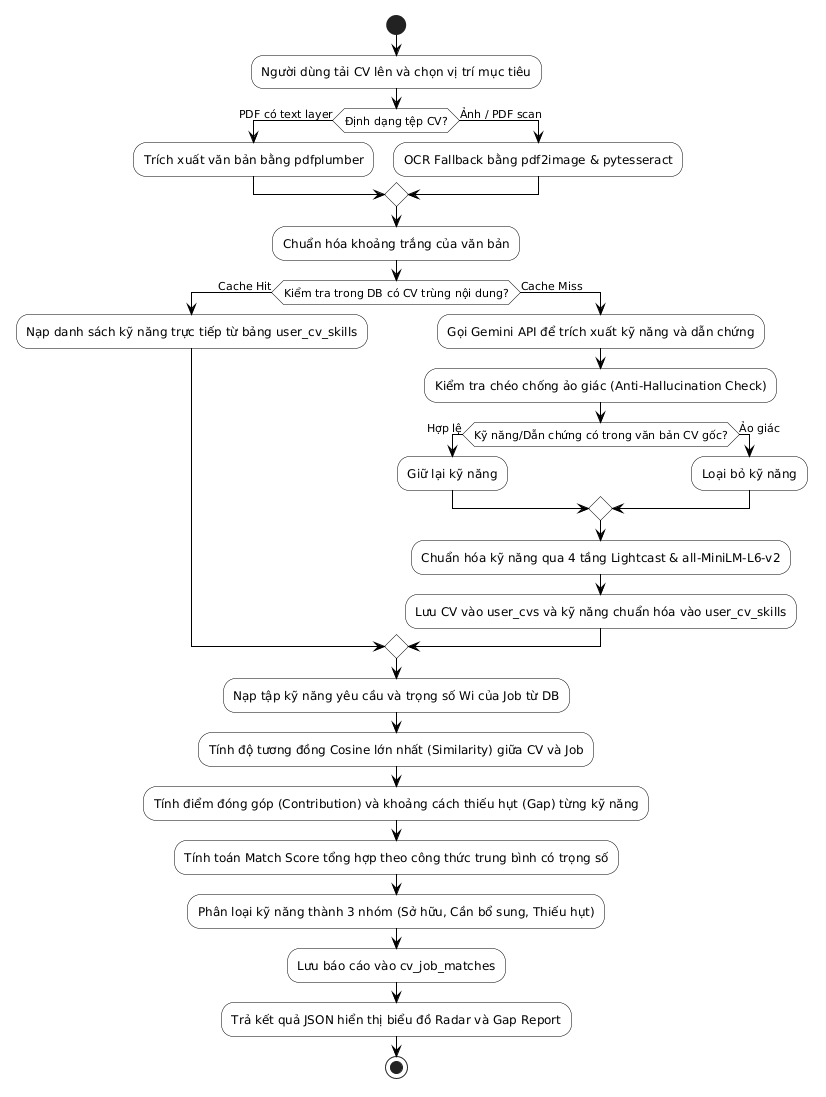 Người dùng tải CV lên và chọn vị trí mục tiêu
PDF có text layer
Định dạng tệp CV?
Ảnh / PDF scan
Trích xuất văn bản bằng pdfplumber
OCR Fallback bằng pdf2image & pytesseract
Chuẩn hóa khoảng trắng của văn bản
Cache Hit
Kiểm tra trong DB có CV trùng nội dung?
Cache Miss
Nạp danh sách kỹ năng trực tiếp từ bảng user_cv_skills
Gọi Gemini API để trích xuất kỹ năng và dẫn chứng
Kiểm tra chéo chống ảo giác (Anti-Hallucination Check)
Hợp lệ
Kỹ năng/Dẫn chứng có trong văn bản CV gốc?
Ảo giác
Giữ lại kỹ năng
Loại bỏ kỹ năng
Chuẩn hóa kỹ năng qua 4 tầng Lightcast & all-MiniLM-L6-v2
Lưu CV vào user_cvs và kỹ năng chuẩn hóa vào user_cv_skills
Nạp tập kỹ năng yêu cầu và trọng số Wi của Job từ DB
Tính độ tương đồng Cosine lớn nhất (Similarity) giữa CV và Job
Tính điểm đóng góp (Contribution) và khoảng cách thiếu hụt (Gap) từng kỹ năng
Tính toán Match Score tổng hợp theo công thức trung bình có trọng số
Phân loại kỹ năng thành 3 nhóm (Sở hữu, Cần bổ sung, Thiếu hụt)
Lưu báo cáo vào cv_job_matches
Trả kết quả JSON hiển thị biểu đồ Radar và Gap Report